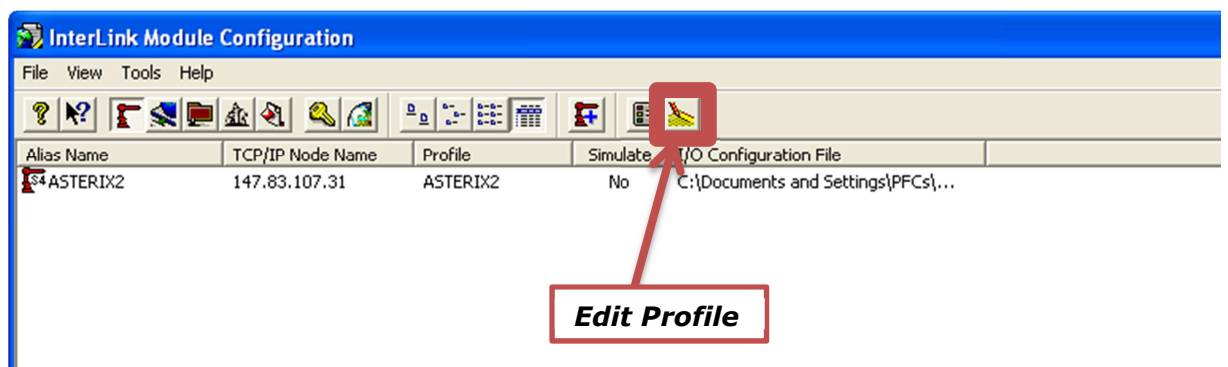 InterLink Module Configuration
File View Tools Help
Alias Name TCP/IP Node Name Profile Simulate I/O Configuration File
S4 ASTERIX2 147.83.107.31 ASTERIX2 No C:\Documents and Settings\PFCs\...
Edit Profile